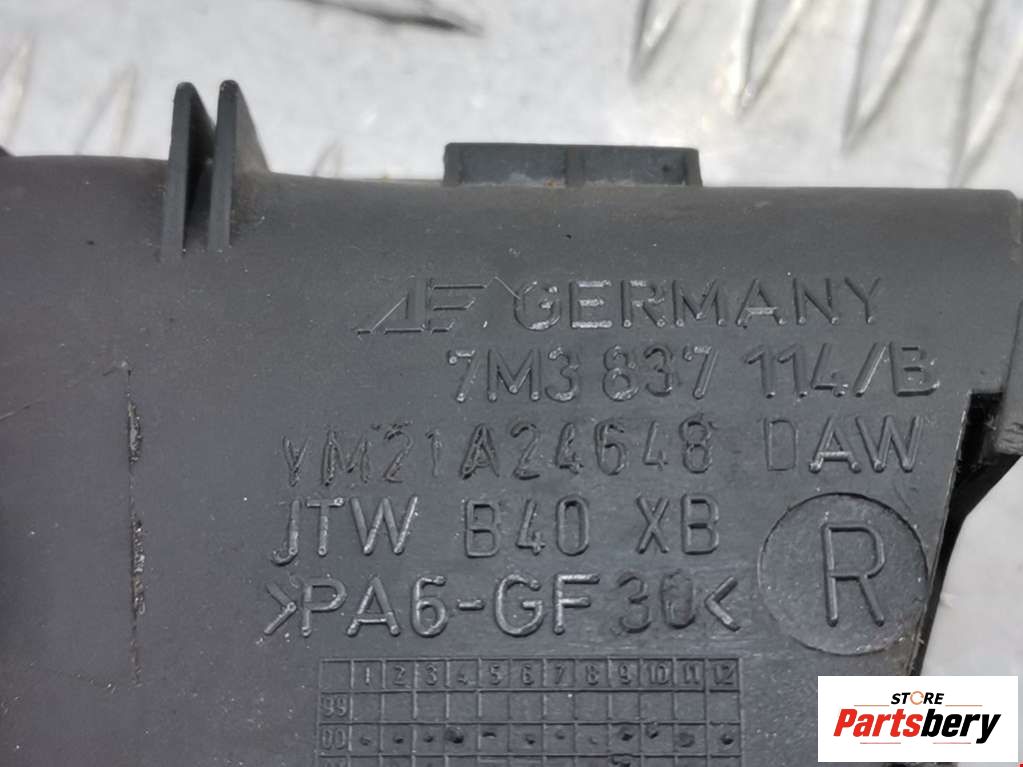 AF GERMANY
7M3 837 114/B
YM21A24648 DAW
JTW B40 XB
R
>PA6-GF30<
1 2 3 4 5 6 7 8 9 10 11 12
99
00
STORE
Partsbery